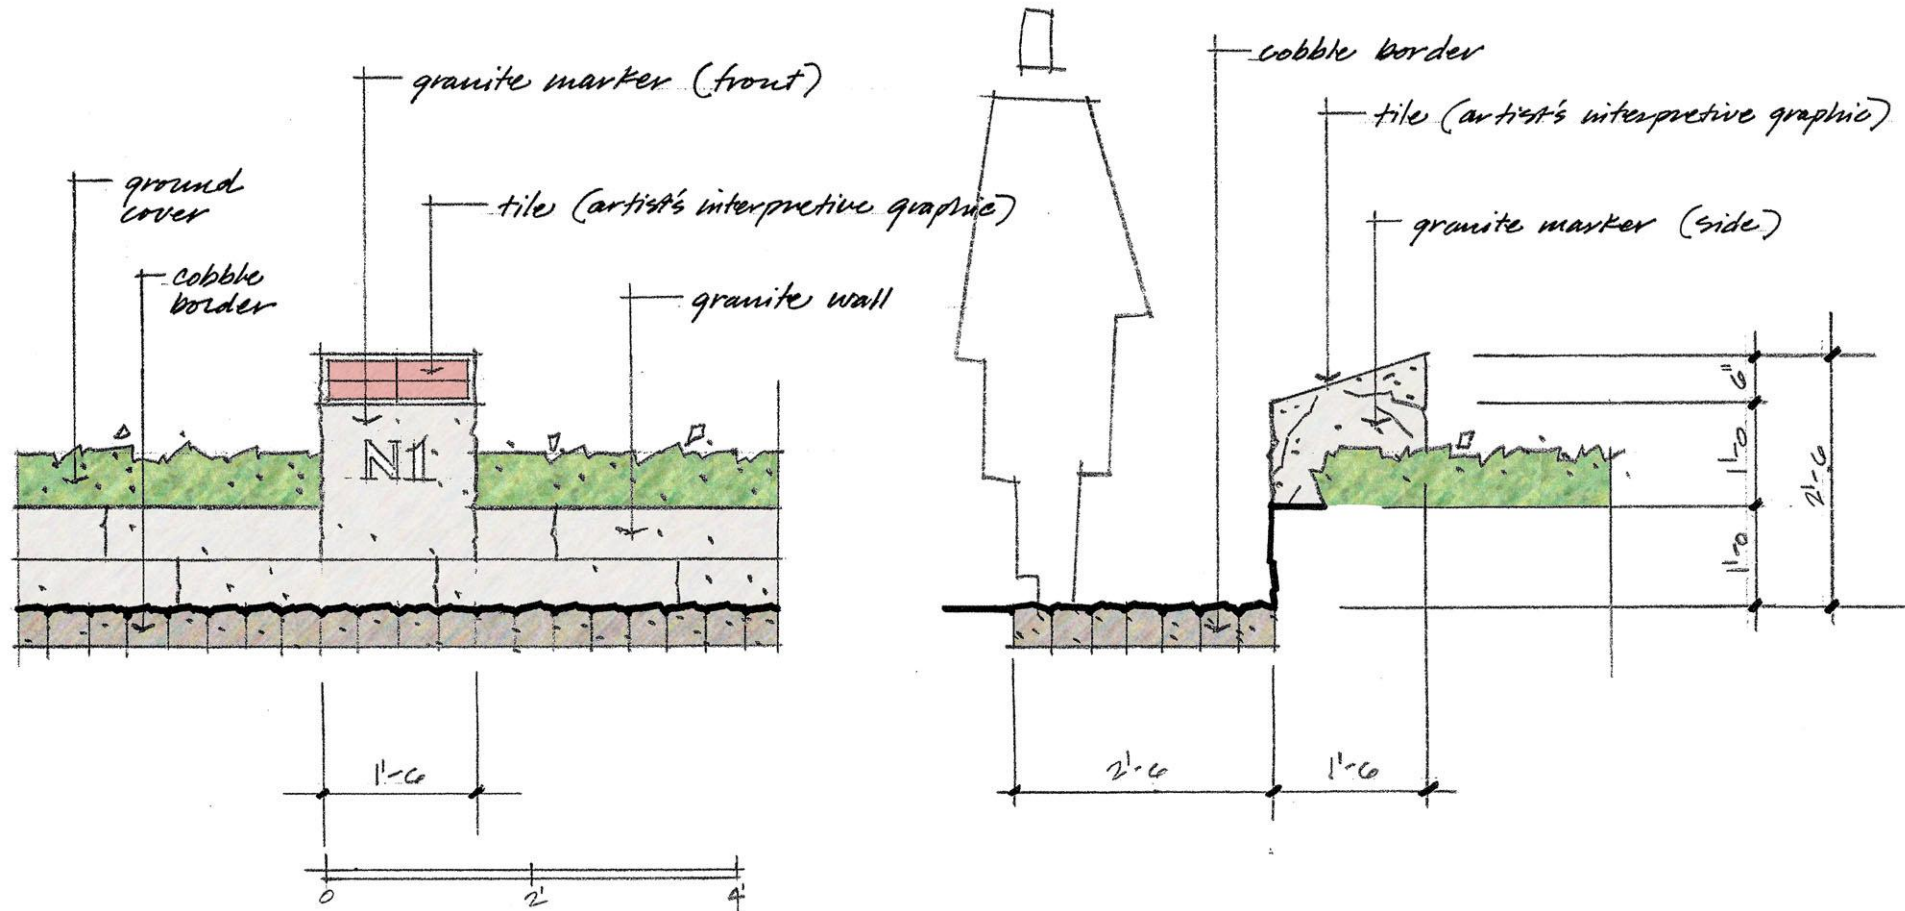 granite marker (front)
ground
cover
tile (artist's interpretive graphic)
cobble
border
granite wall
N1
1'-6
0
2'
4'
cobble border
tile (artist's interpretive graphic)
granite marker (side)
6"
1'-0
1'-0
2'-6
2'-6
1'-6